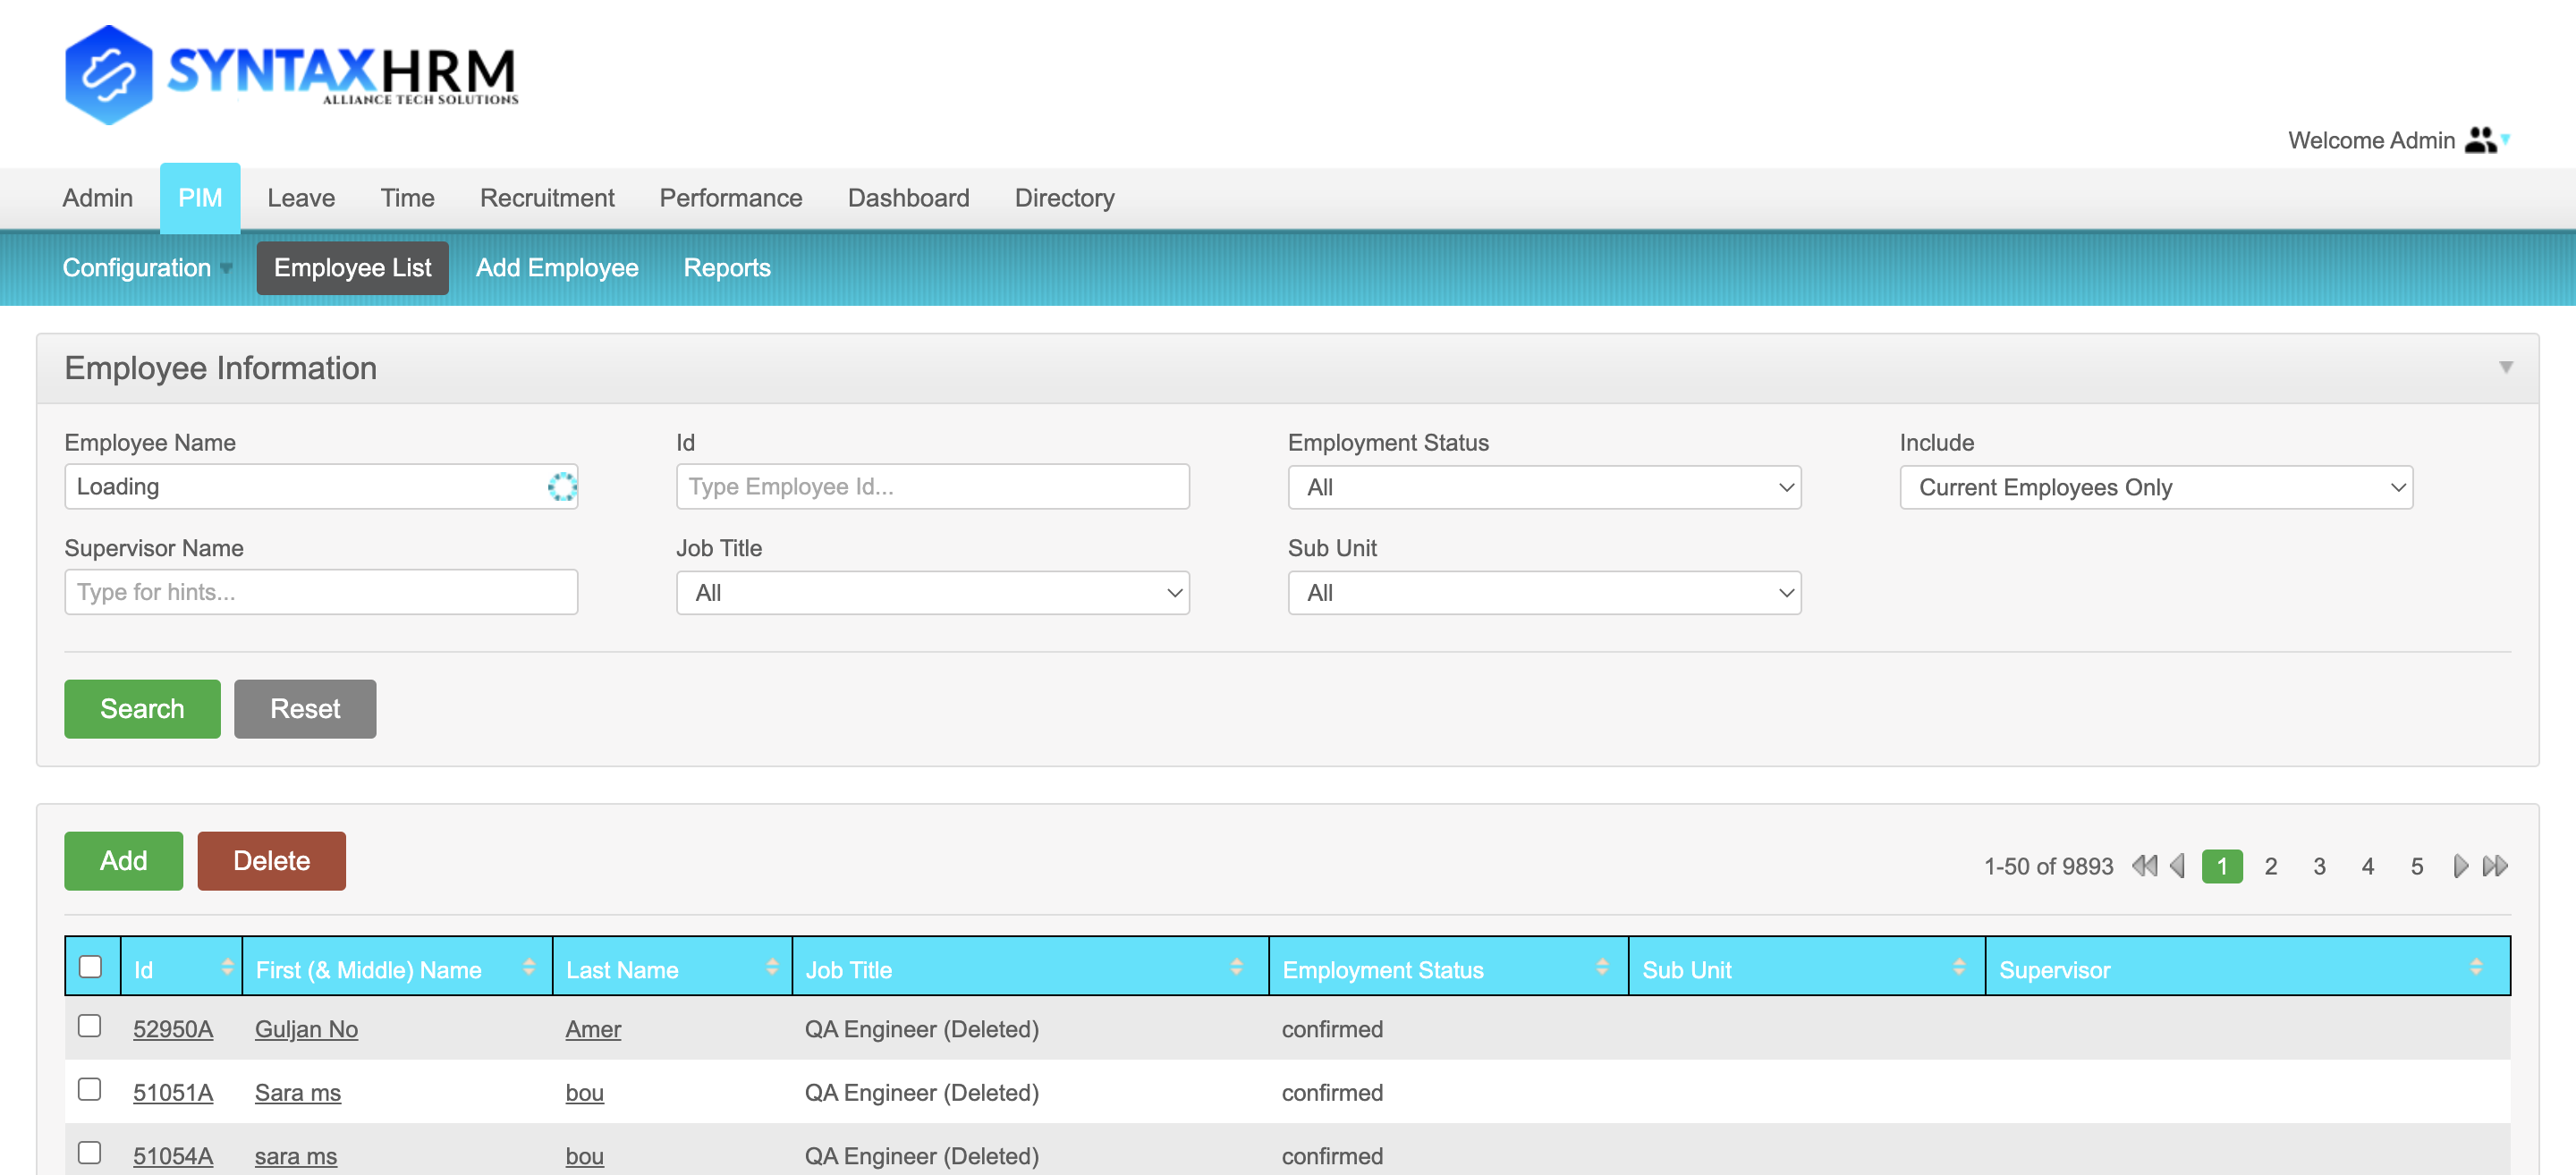 SYNTAXHRM
ALLIANCE TECH SOLUTIONS
Welcome Admin
Admin PIM Leave Time Recruitment Performance Dashboard Directory
Configuration Employee List Add Employee Reports
Employee Information
Employee Name Id Employment Status Include
Loading Type Employee Id... All Current Employees Only
Supervisor Name Job Title Sub Unit
Type for hints... All All
Search Reset
Add Delete
1-50 of 9893 1 2 3 4 5
Id First (& Middle) Name Last Name Job Title Employment Status Sub Unit Supervisor
52950A Guljan No Amer QA Engineer (Deleted) confirmed
51051A Sara ms bou QA Engineer (Deleted) confirmed
51054A sara ms bou QA Engineer (Deleted) confirmed